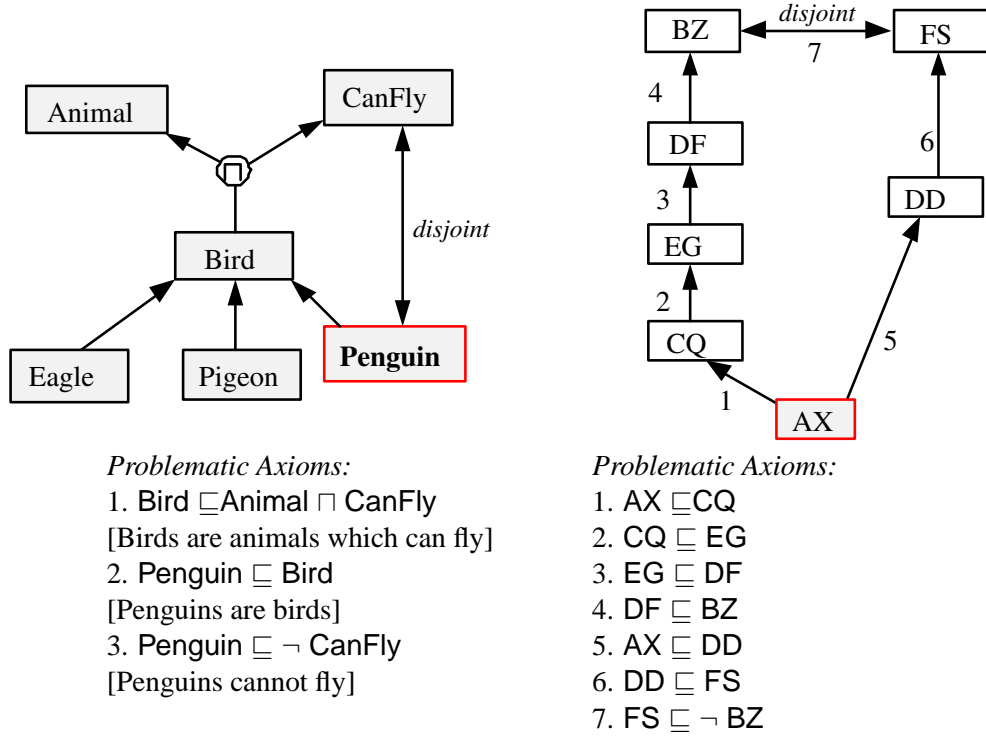 Animal
CanFly
Bird
disjoint
Eagle
Pigeon
Penguin
Problematic Axioms:
1. Bird ⊑Animal ⊓ CanFly
[Birds are animals which can fly]
2. Penguin ⊑ Bird
[Penguins are birds]
3. Penguin ⊑ ¬ CanFly
[Penguins cannot fly]
BZ
disjoint
7
FS
4
DF
6
3
DD
EG
2
CQ
5
1
AX
Problematic Axioms:
1. AX ⊑CQ
2. CQ ⊑ EG
3. EG ⊑ DF
4. DF ⊑ BZ
5. AX ⊑ DD
6. DD ⊑ FS
7. FS ⊑ ¬ BZ